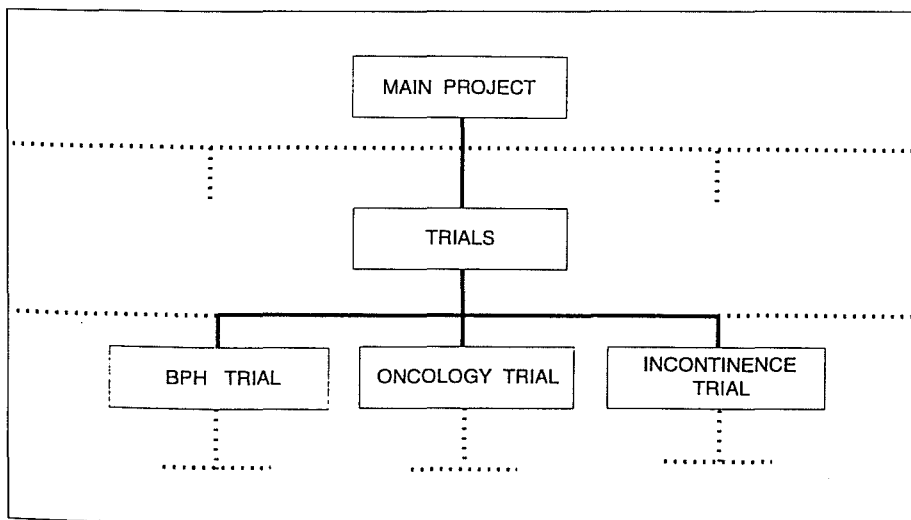 MAIN PROJECT
TRIALS
BPH TRIAL
ONCOLOGY TRIAL
INCONTINENCE
TRIAL